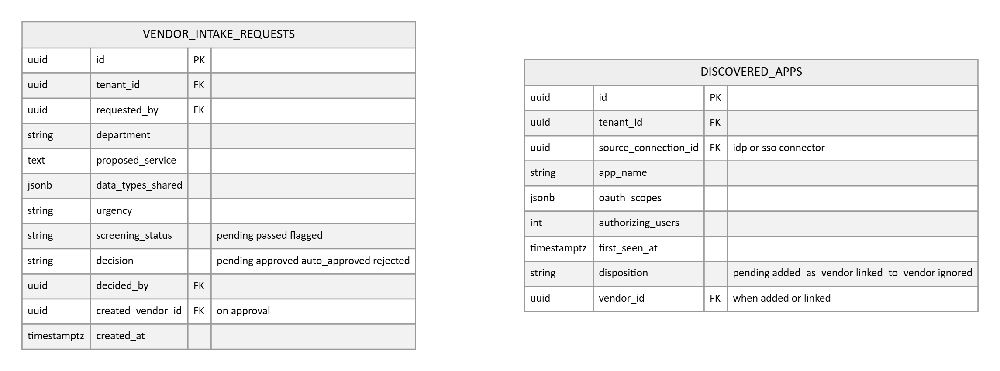 VENDOR_INTAKE_REQUESTS
uuid id PK
uuid tenant_id FK
uuid requested_by FK
string department
text proposed_service
jsonb data_types_shared
string urgency
string screening_status pending passed flagged
string decision pending approved auto_approved rejected
uuid decided_by FK
uuid created_vendor_id FK on approval
timestamptz created_at
DISCOVERED_APPS
uuid id PK
uuid tenant_id FK
uuid source_connection_id FK idp or sso connector
string app_name
jsonb oauth_scopes
int authorizing_users
timestamptz first_seen_at
string disposition pending added_as_vendor linked_to_vendor ignored
uuid vendor_id FK when added or linked